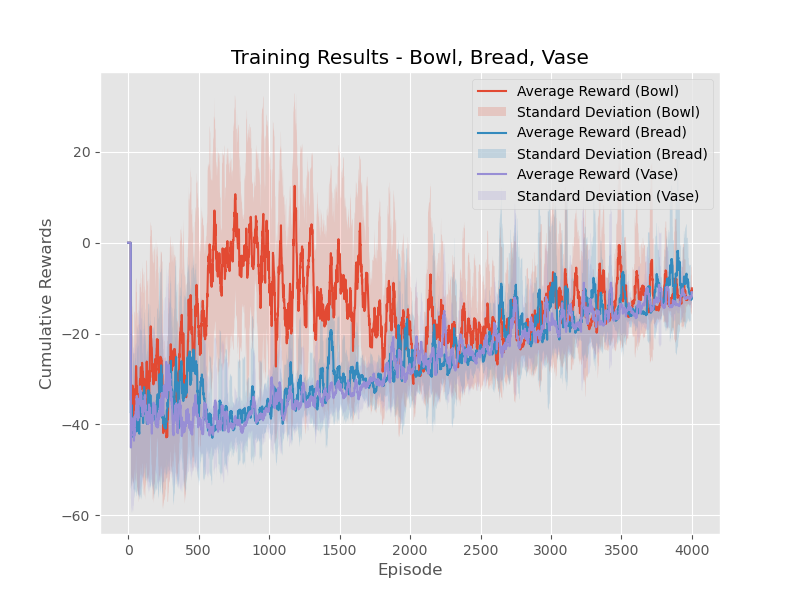 Training Results - Bowl, Bread, Vase
Average Reward (Bowl)
Standard Deviation (Bowl)
Average Reward (Bread)
Standard Deviation (Bread)
Average Reward (Vase)
Standard Deviation (Vase)
Cumulative Rewards
20
0
−20
−40
−60
0 500 1000 1500 2000 2500 3000 3500 4000
Episode